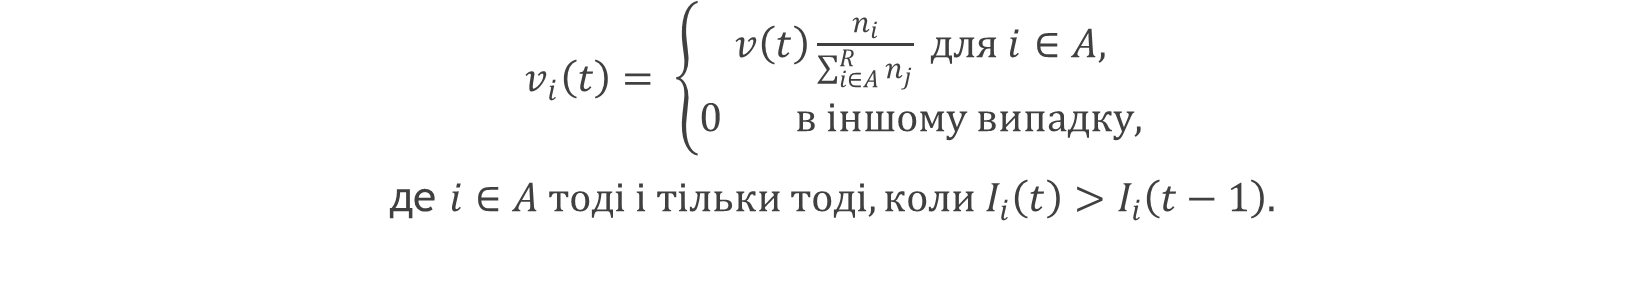 v_i(t) = { v(t) n_i / ∑_{i∈A}^R n_j для i ∈ A,
0 в іншому випадку,
де i ∈ A тоді і тільки тоді, коли I_i(t) > I_i(t − 1).